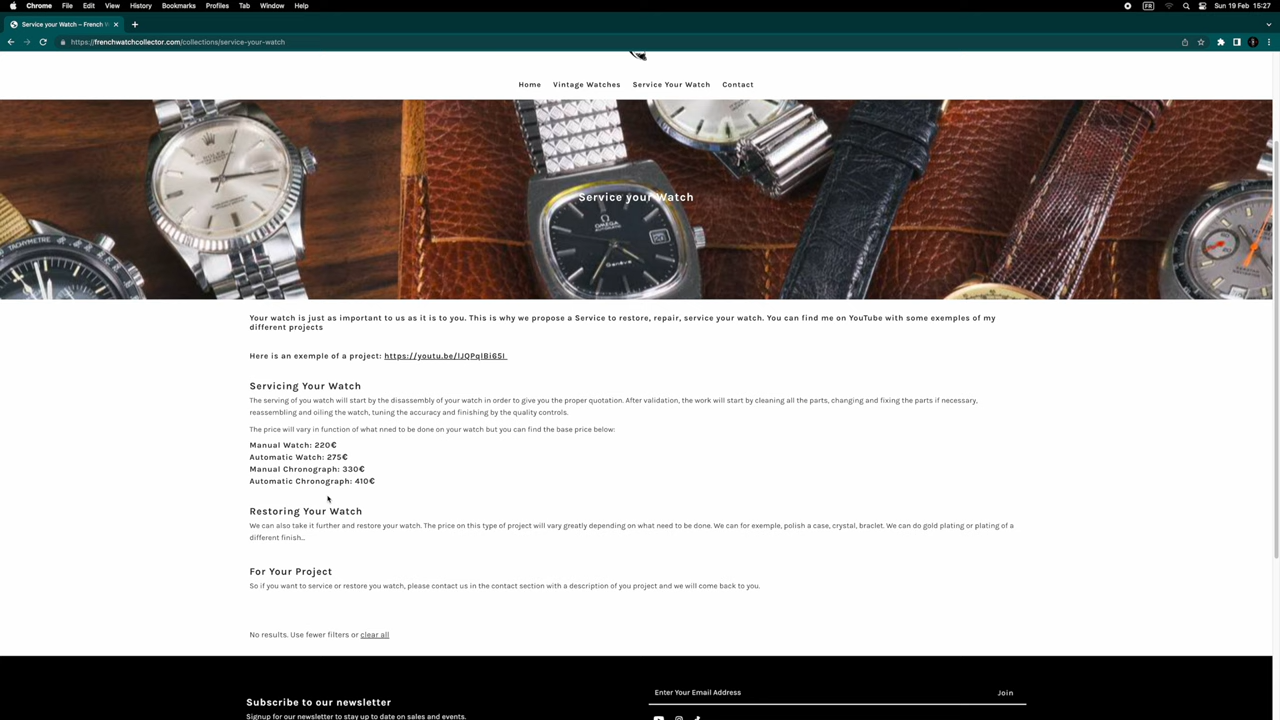 Chrome File Edit View History Bookmarks Profiles Tab Window Help FR Sun 19 Feb 15:27
Service your Watch – French W
https://frenchwatchcollector.com/collections/service-your-watch
Home Vintage Watches Service Your Watch Contact
ROLEX
TACHYMETRE
OMEGA
Genève
Service your Watch
Your watch is just as important to us as it is to you. This is why we propose a Service to restore, repair, service your watch. You can find me on YouTube with some exemples of my
different projects
Here is an exemple of a project: https://youtu.be/lJQPqlBi65I
Servicing Your Watch
The serving of you watch will start by the disassembly of your watch in order to give you the proper quotation. After validation, the work will start by cleaning all the parts, changing and fixing the parts if necessary,
reassembling and oiling the watch, tuning the accuracy and finishing by the quality controls.
The price will vary in function of what nned to be done on your watch but you can find the base price below:
Manual Watch: 220€
Automatic Watch: 275€
Manual Chronograph: 330€
Automatic Chronograph: 410€
Restoring Your Watch
We can also take it further and restore your watch. The price on this type of project will vary greatly depending on what need to be done. We can for exemple, polish a case, crystal, braclet. We can do gold plating or plating of a
different finish...
For Your Project
So if you want to service or restore you watch, please contact us in the contact section with a description of you project and we will come back to you.
No results. Use fewer filters or clear all
Subscribe to our newsletter
Signup for our newsletter to stay up to date on sales and events.
Enter Your Email Address Join